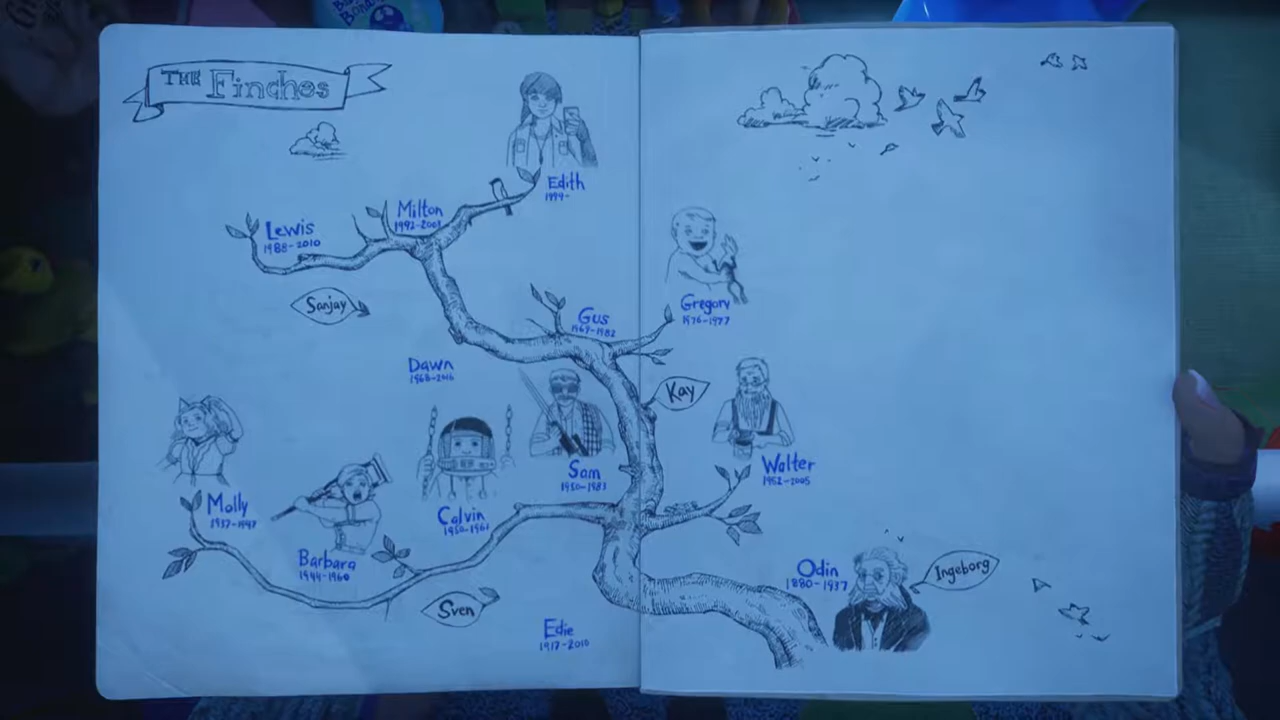 THE Finches
Edith
1999-
Lewis
1988-2010
Milton
1992-2003
Sanjay
Gregory
1976-1977
Gus
1969-1982
Dawn
1968-2016
Kay
Molly
1937-1947
Barbara
1944-1960
Calvin
1950-1961
Sam
1950-1983
Walter
1952-2005
Sven
Edie
1917-2010
Odin
1880-1937
Ingeborg